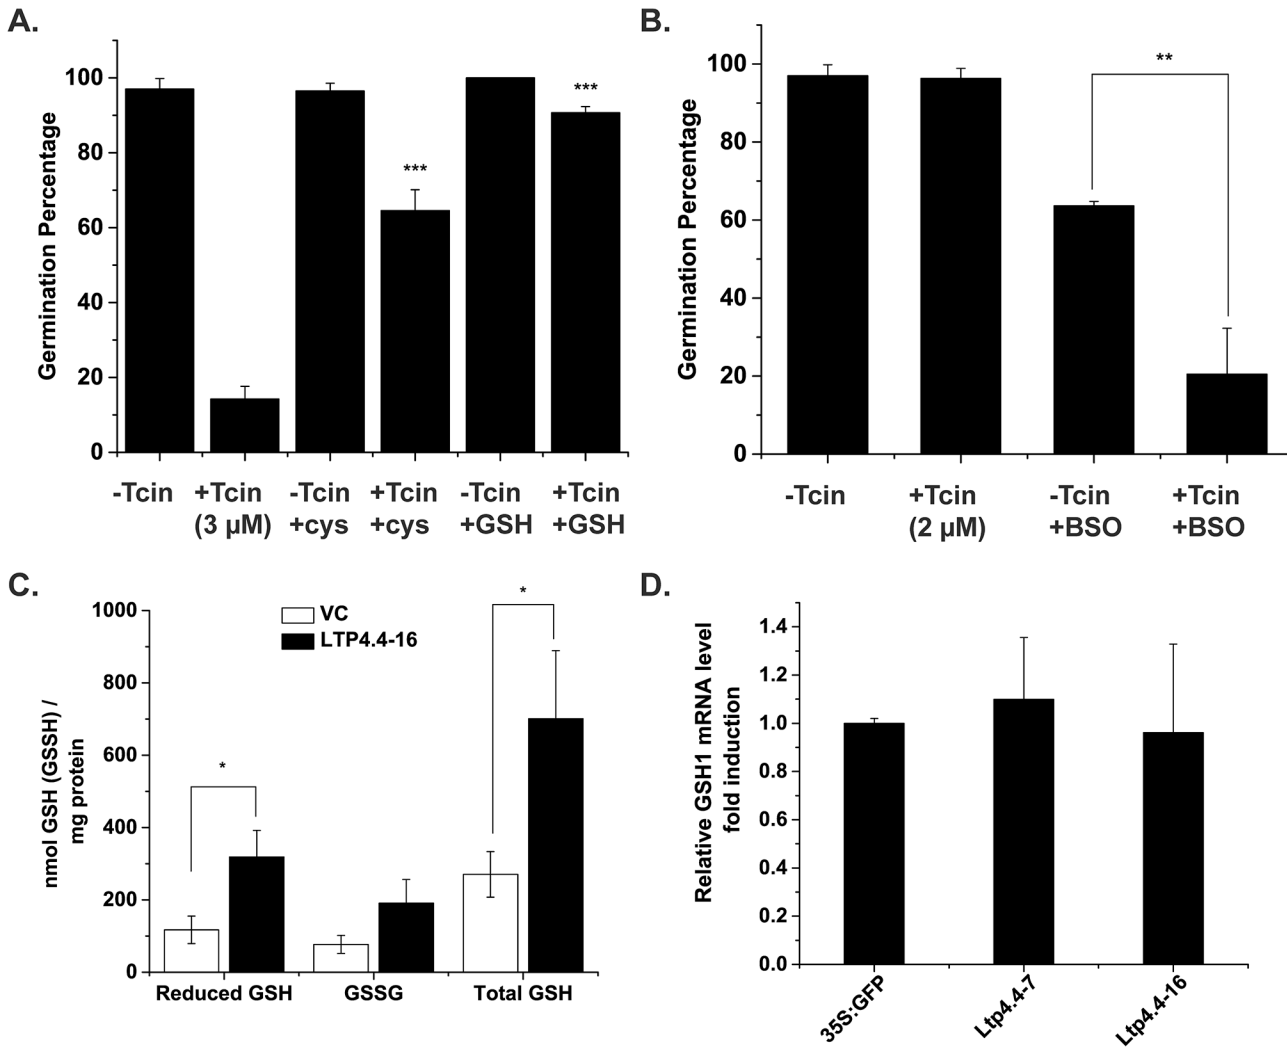 A.
Germination Percentage
100
80
60
40
20
0
***
***
-Tcin +Tcin -Tcin +Tcin -Tcin +Tcin
(3 µM) +cys +cys +GSH +GSH
B.
Germination Percentage
100
80
60
40
20
0
**
-Tcin +Tcin -Tcin +Tcin
(2 µM) +BSO +BSO
C.
nmol GSH (GSSH) /
mg protein
1000
800
600
400
200
0
VC
LTP4.4-16
*
*
Reduced GSH GSSG Total GSH
D.
Relative GSH1 mRNA level
fold induction
1.4
1.2
1.0
0.8
0.6
0.4
0.2
0.0
35S:GFP
Ltp4.4-7
Ltp4.4-16